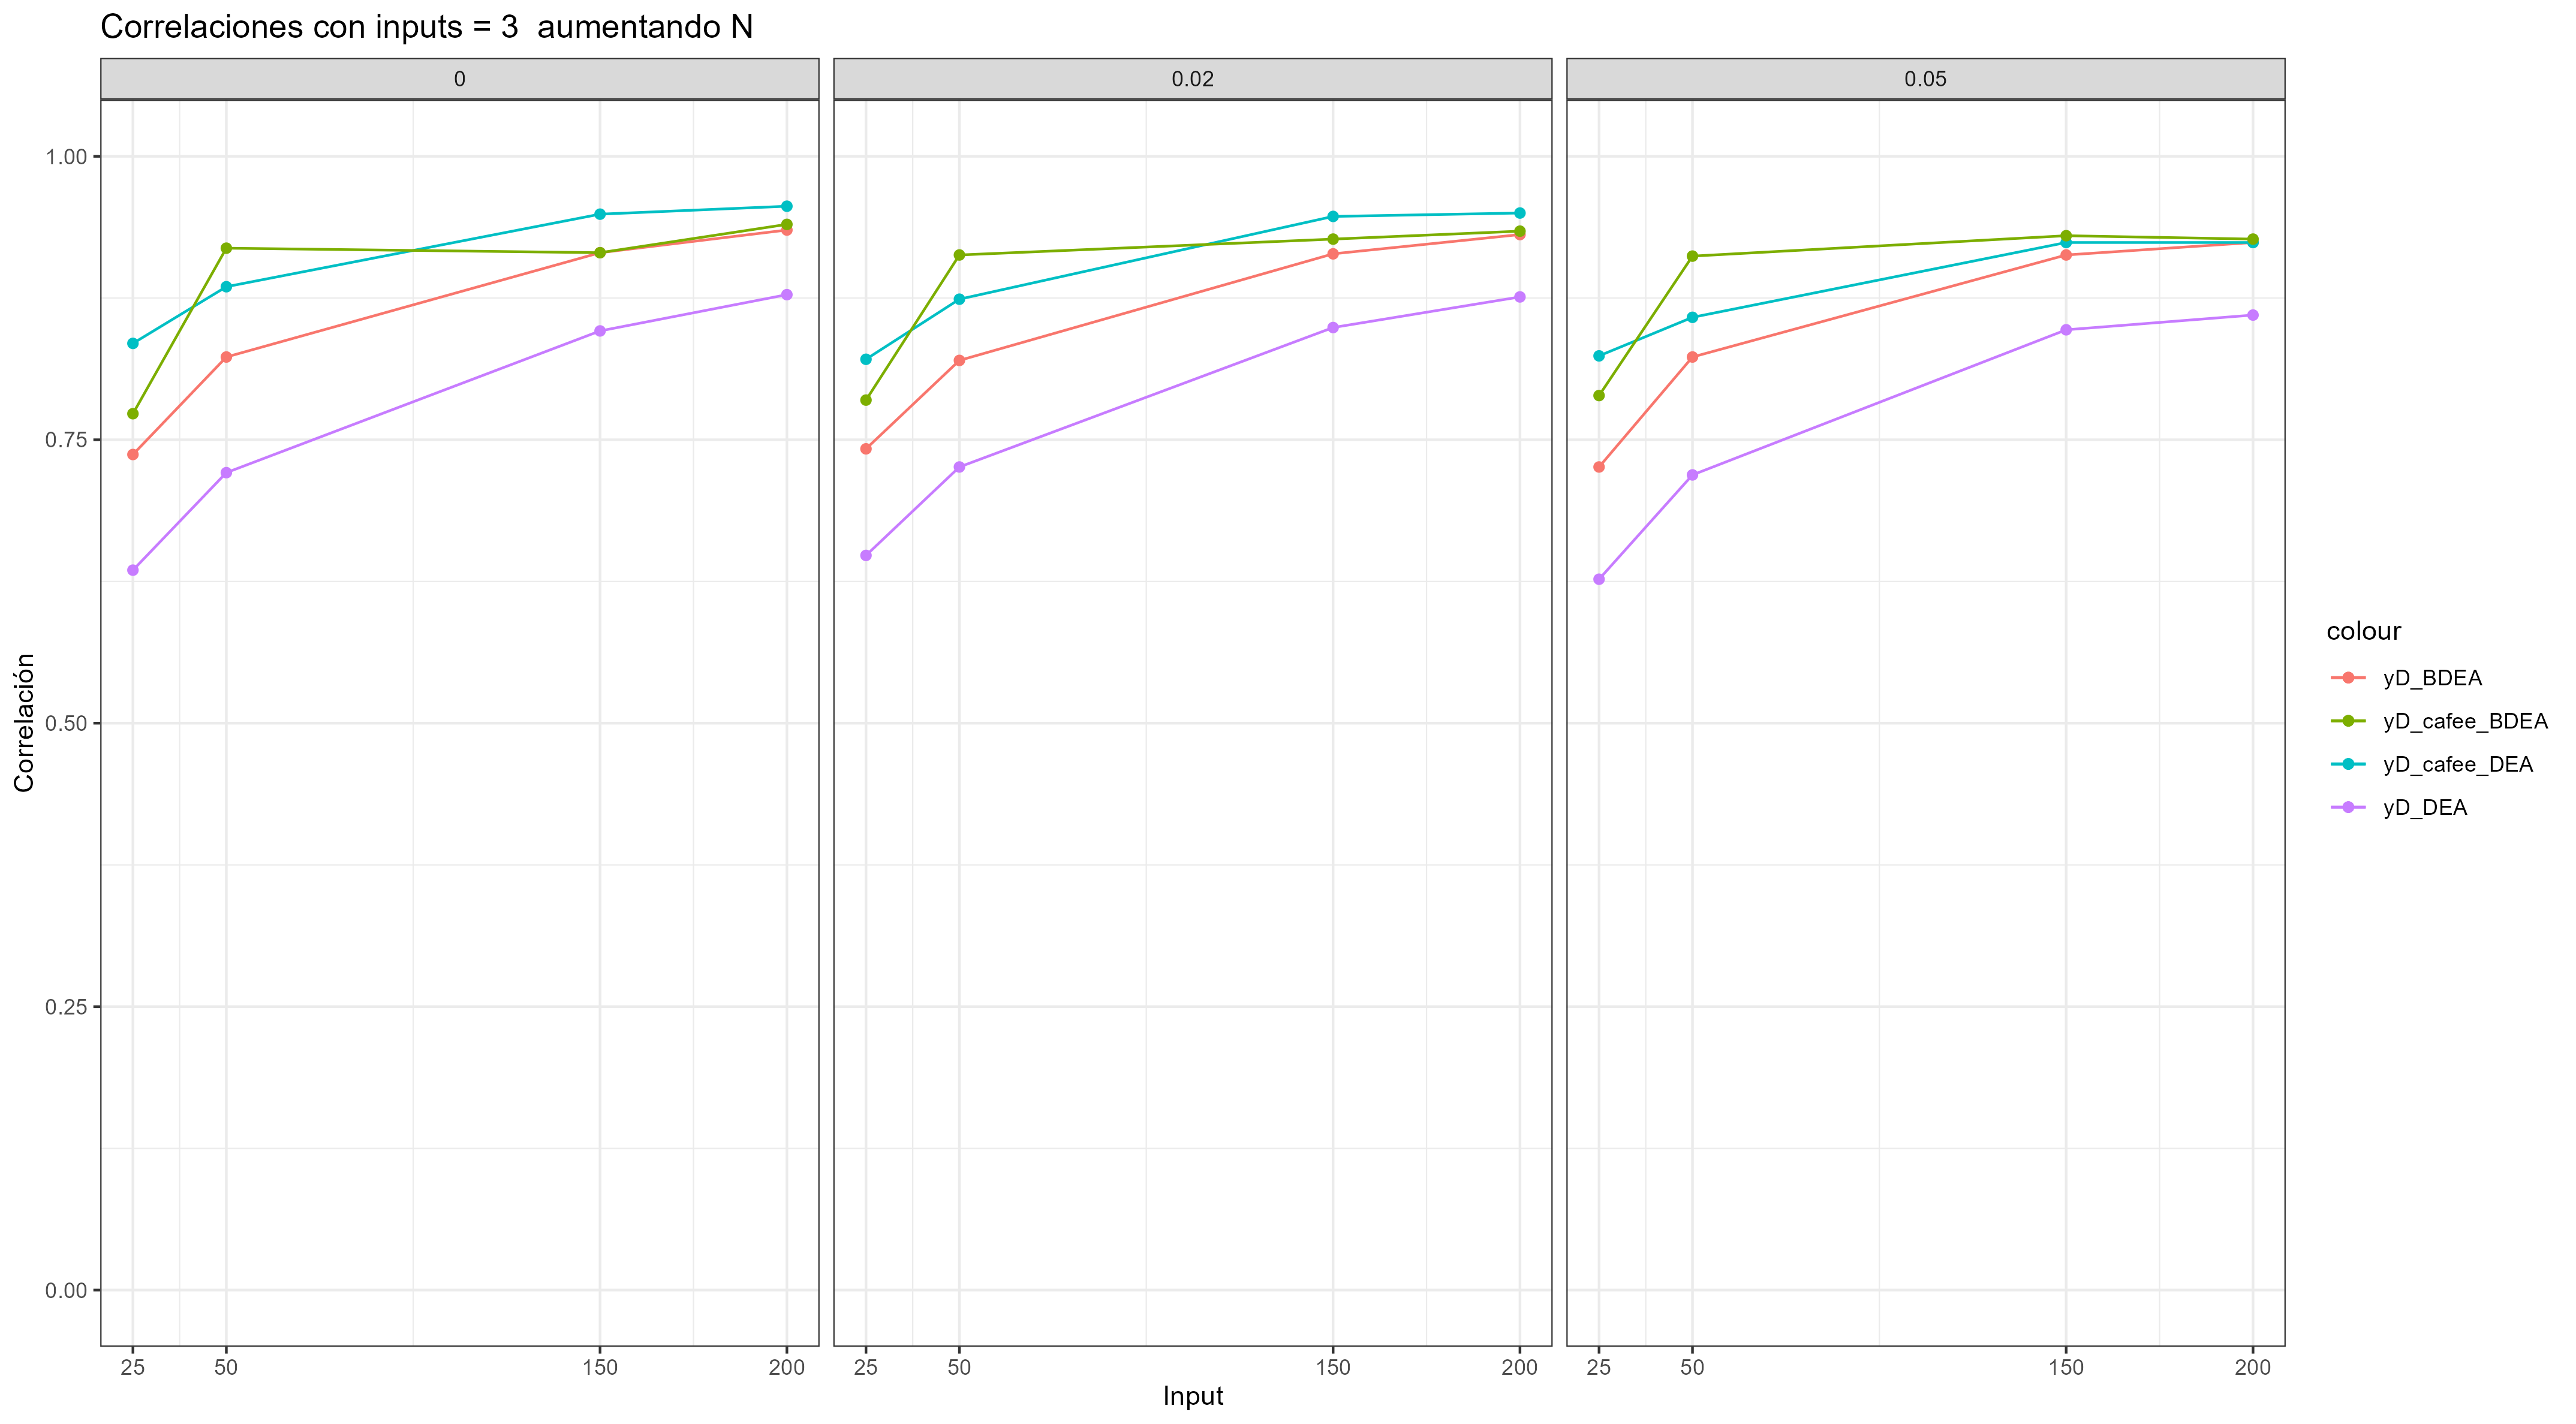 Correlaciones con inputs = 3  aumentando N
0
0.02
0.05
1.00
0.75
0.50
0.25
0.00
Correlación
25 50 150 200
25 50 150 200
25 50 150 200
Input
colour
yD_BDEA
yD_cafee_BDEA
yD_cafee_DEA
yD_DEA